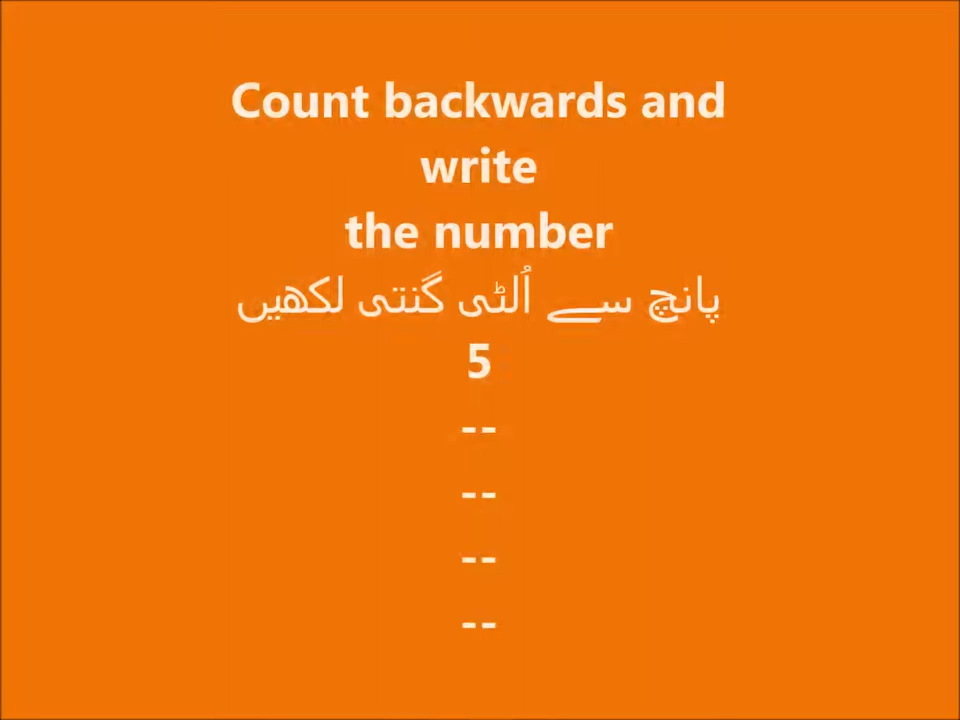 Count backwards and
write
the number
پانچ سے اُلٹی گنتی لکھیں
5
--
--
--
--